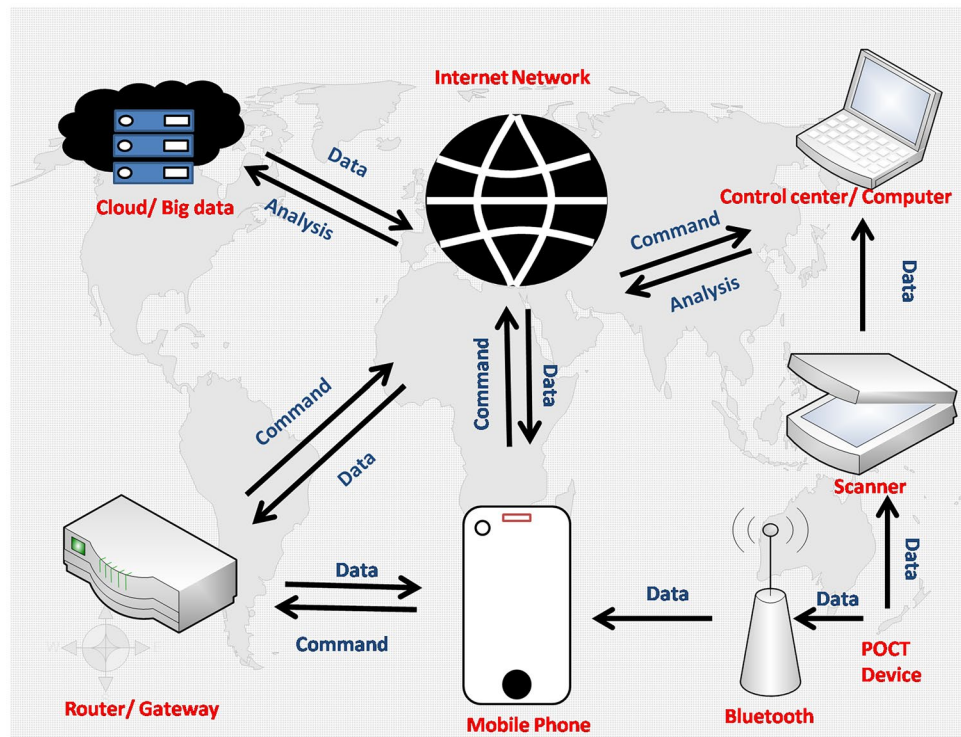 Internet Network
Cloud/ Big data
Data
Analysis
Control center/ Computer
Command
Analysis
Data
Command
Data
Command
Data
Scanner
Data
Data
Command
Data
Data
POCT
Device
Router/ Gateway
Mobile Phone
Bluetooth